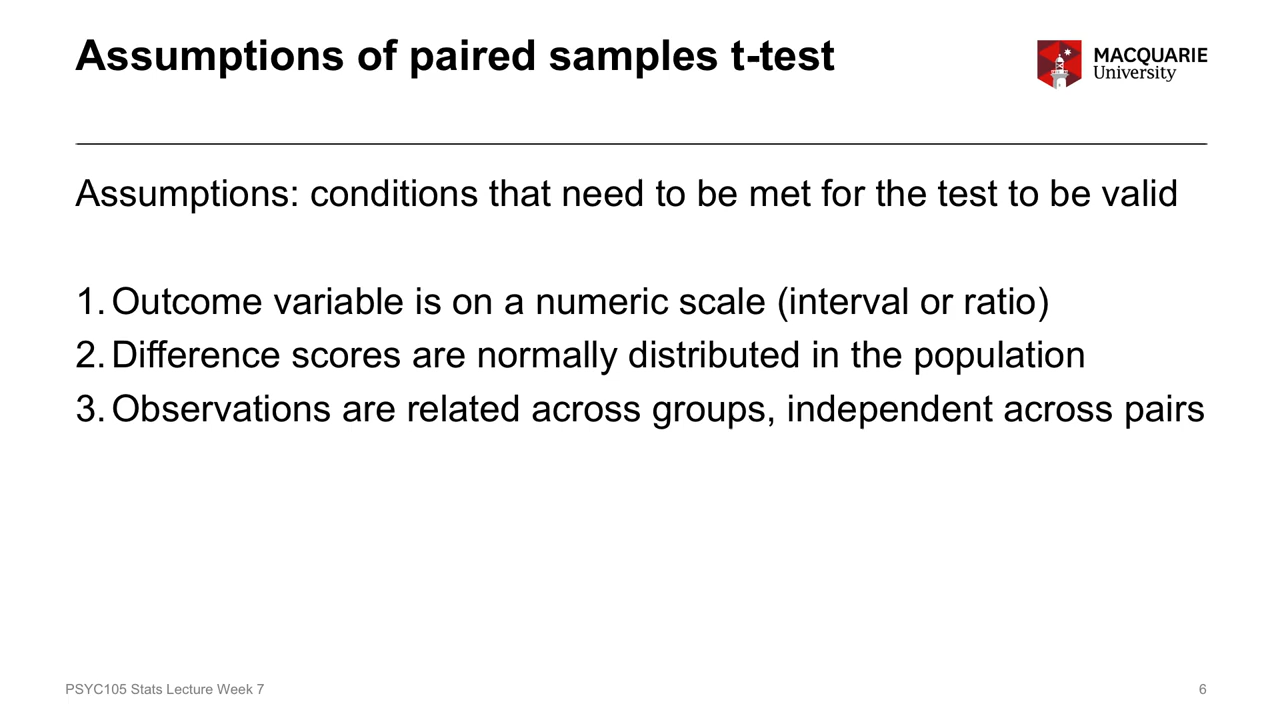 Assumptions of paired samples t-test
MACQUARIE
University
Assumptions: conditions that need to be met for the test to be valid
1. Outcome variable is on a numeric scale (interval or ratio)
2. Difference scores are normally distributed in the population
3. Observations are related across groups, independent across pairs
PSYC105 Stats Lecture Week 7
6